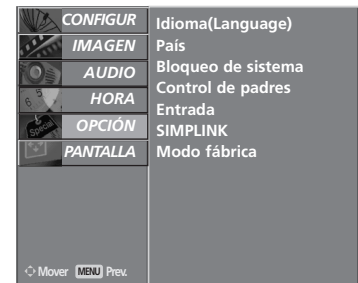 CONFIGUR
IMAGEN
AUDIO
HORA
OPCIÓN
PANTALLA
Idioma(Language)
País
Bloqueo de sistema
Control de padres
Entrada
SIMPLINK
Modo fábrica
Special
Mover MENU Prev.